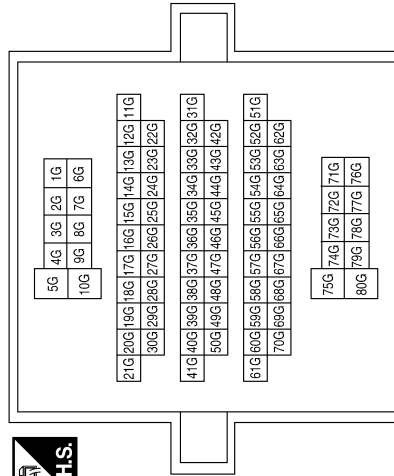 H.S.
5G 4G 3G 2G 1G
10G 9G 8G 7G 6G
21G 20G 19G 18G 17G 16G 15G 14G 13G 12G 11G
30G 29G 28G 27G 26G 25G 24G 23G 22G
41G 40G 39G 38G 37G 36G 35G 34G 33G 32G 31G
50G 49G 48G 47G 46G 45G 44G 43G 42G
61G 60G 59G 58G 57G 56G 55G 54G 53G 52G 51G
70G 69G 68G 67G 66G 65G 64G 63G 62G
75G 74G 73G 72G 71G
80G 79G 78G 77G 76G